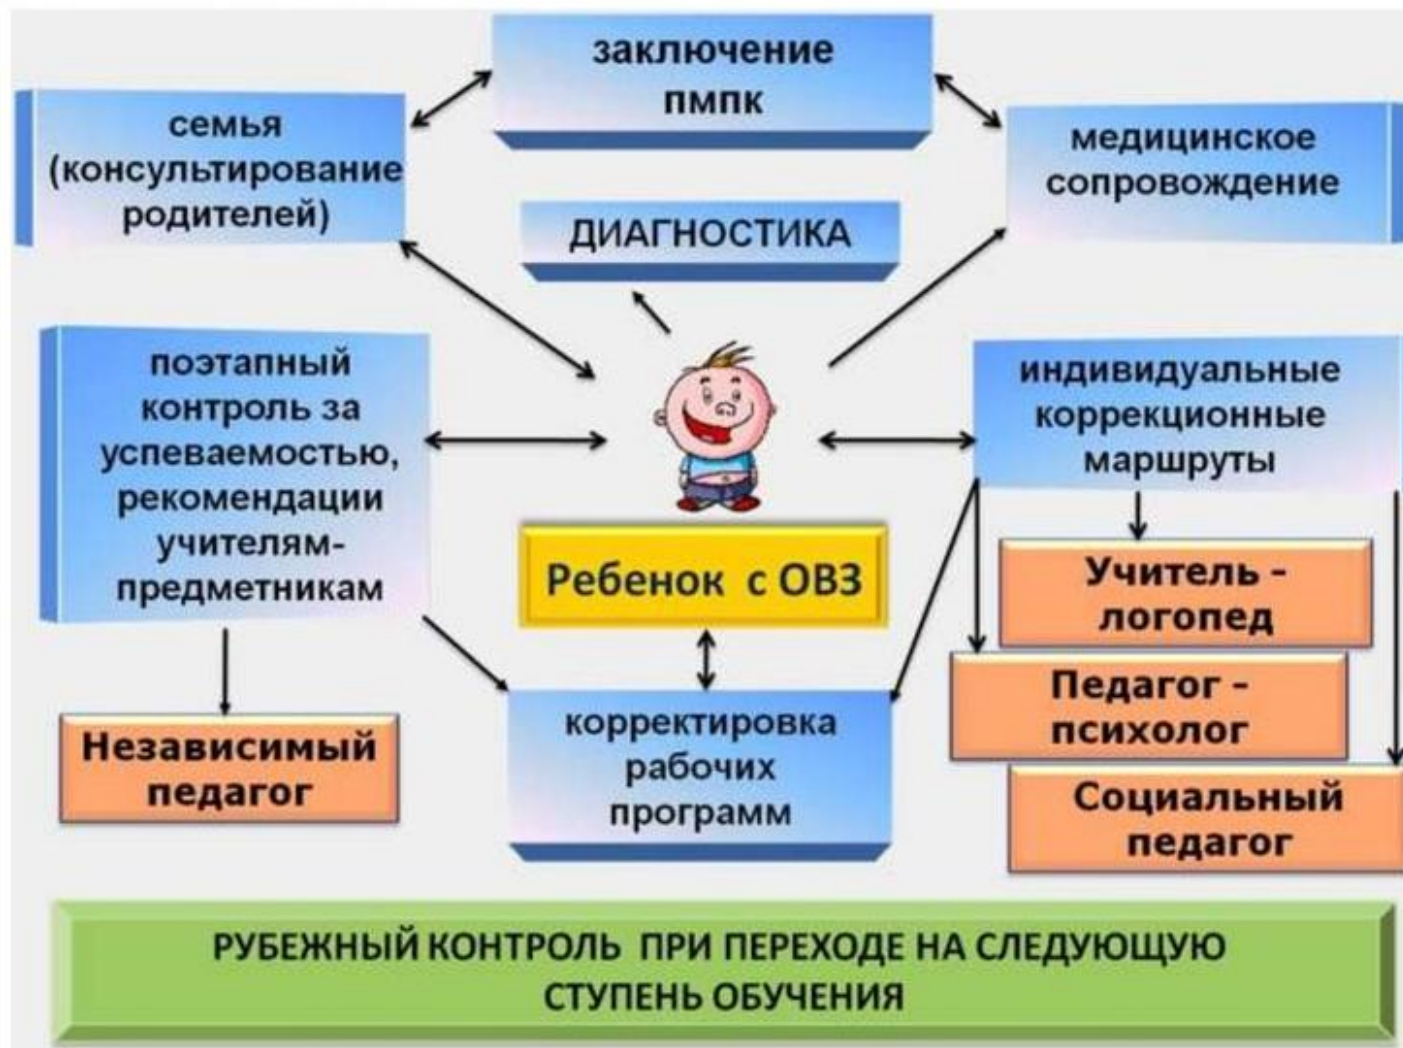 заключение
пмпк
семья
(консультирование
родителей)
медицинское
сопровождение
ДИАГНОСТИКА
поэтапный
контроль за
успеваемостью,
рекомендации
учителям-
предметникам
индивидуальные
коррекционные
маршруты
Ребенок с ОВЗ
Учитель -
логопед
Педагог -
психолог
Социальный
педагог
Независимый
педагог
корректировка
рабочих
программ
РУБЕЖНЫЙ КОНТРОЛЬ ПРИ ПЕРЕХОДЕ НА СЛЕДУЮЩУЮ
СТУПЕНЬ ОБУЧЕНИЯ